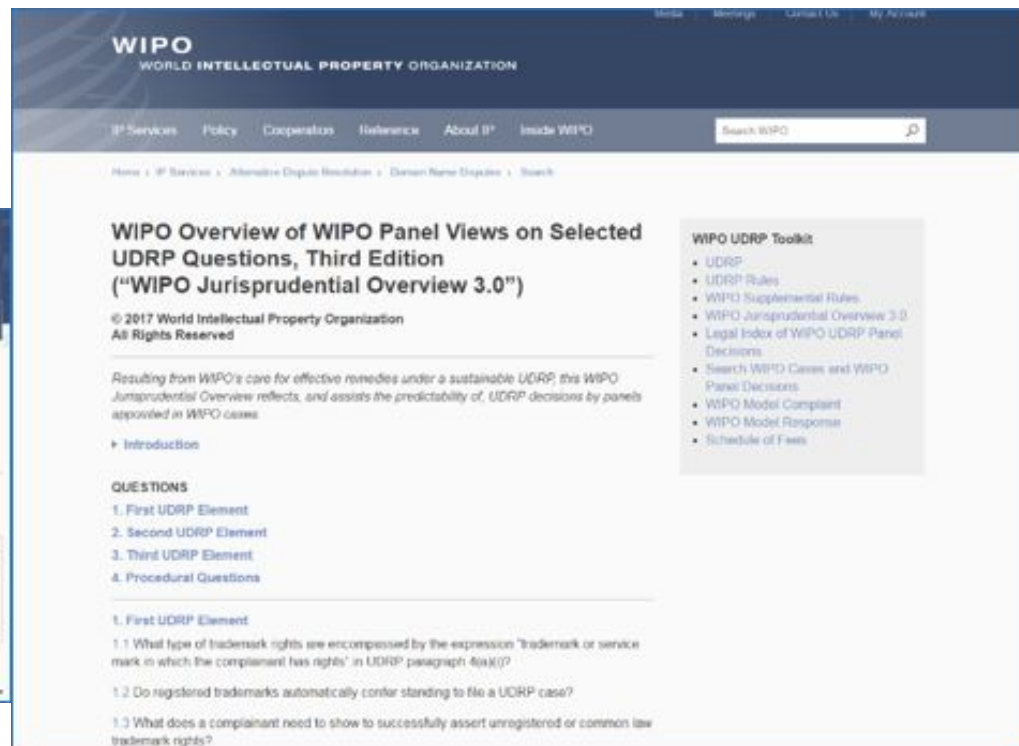 Media Meetings Contact Us My Account
WIPO
WORLD INTELLECTUAL PROPERTY ORGANIZATION
IP Services Policy Cooperation Reference About IP Inside WIPO
Search WIPO
Home › IP Services › Alternative Dispute Resolution › Domain Name Disputes › Search
WIPO Overview of WIPO Panel Views on Selected
UDRP Questions, Third Edition
(“WIPO Jurisprudential Overview 3.0”)
© 2017 World Intellectual Property Organization
All Rights Reserved
Resulting from WIPO's care for effective remedies under a sustainable UDRP, this WIPO
Jurisprudential Overview reflects, and assists the predictability of, UDRP decisions by panels
appointed in WIPO cases.
Introduction
QUESTIONS
1. First UDRP Element
2. Second UDRP Element
3. Third UDRP Element
4. Procedural Questions
1. First UDRP Element
1.1 What type of trademark rights are encompassed by the expression “trademark or service
mark in which the complainant has rights” in UDRP paragraph 4(a)(i)?
1.2 Do registered trademarks automatically confer standing to file a UDRP case?
1.3 What does a complainant need to show to successfully assert unregistered or common law
trademark rights?
WIPO UDRP Toolkit
• UDRP
• UDRP Rules
• WIPO Supplemental Rules
• WIPO Jurisprudential Overview 3.0
• Legal Index of WIPO UDRP Panel
Decisions
• Search WIPO Cases and WIPO
Panel Decisions
• WIPO Model Complaint
• WIPO Model Response
• Schedule of Fees